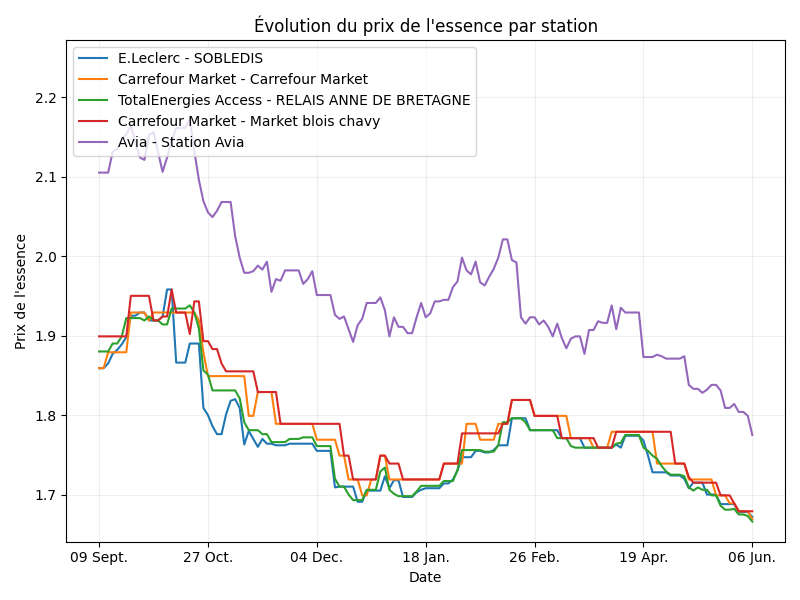 Évolution du prix de l'essence par station
E.Leclerc - SOBLEDIS
Carrefour Market - Carrefour Market
TotalEnergies Access - RELAIS ANNE DE BRETAGNE
Carrefour Market - Market blois chavy
Avia - Station Avia
Prix de l'essence
2.2
2.1
2.0
1.9
1.8
1.7
09 Sept.
27 Oct.
04 Dec.
18 Jan.
26 Feb.
19 Apr.
06 Jun.
Date